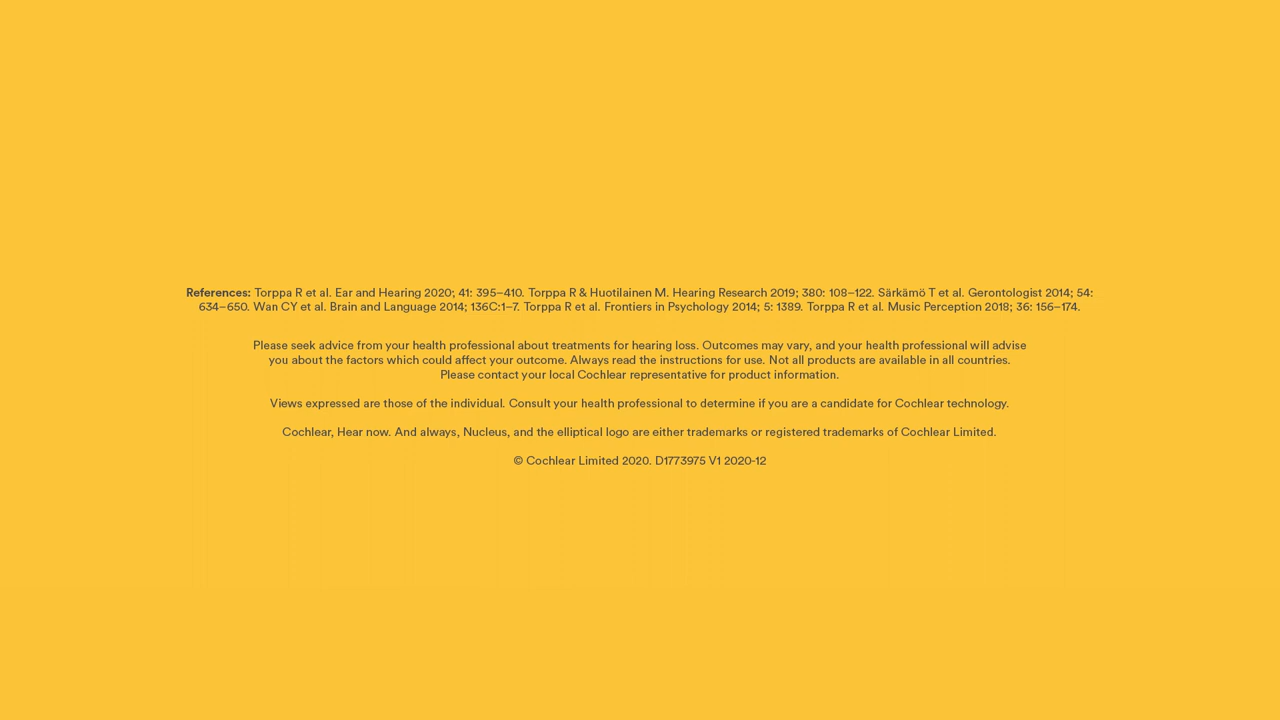 References: Torppa R et al. Ear and Hearing 2020; 41: 395–410. Torppa R & Huotilainen M. Hearing Research 2019; 380: 108–122. Särkämö T et al. Gerontologist 2014; 54:
634–650. Wan CY et al. Brain and Language 2014; 136C:1–7. Torppa R et al. Frontiers in Psychology 2014; 5: 1389. Torppa R et al. Music Perception 2018; 36: 156–174.
Please seek advice from your health professional about treatments for hearing loss. Outcomes may vary, and your health professional will advise
you about the factors which could affect your outcome. Always read the instructions for use. Not all products are available in all countries.
Please contact your local Cochlear representative for product information.
Views expressed are those of the individual. Consult your health professional to determine if you are a candidate for Cochlear technology.
Cochlear, Hear now. And always, Nucleus, and the elliptical logo are either trademarks or registered trademarks of Cochlear Limited.
© Cochlear Limited 2020. D1773975 V1 2020-12